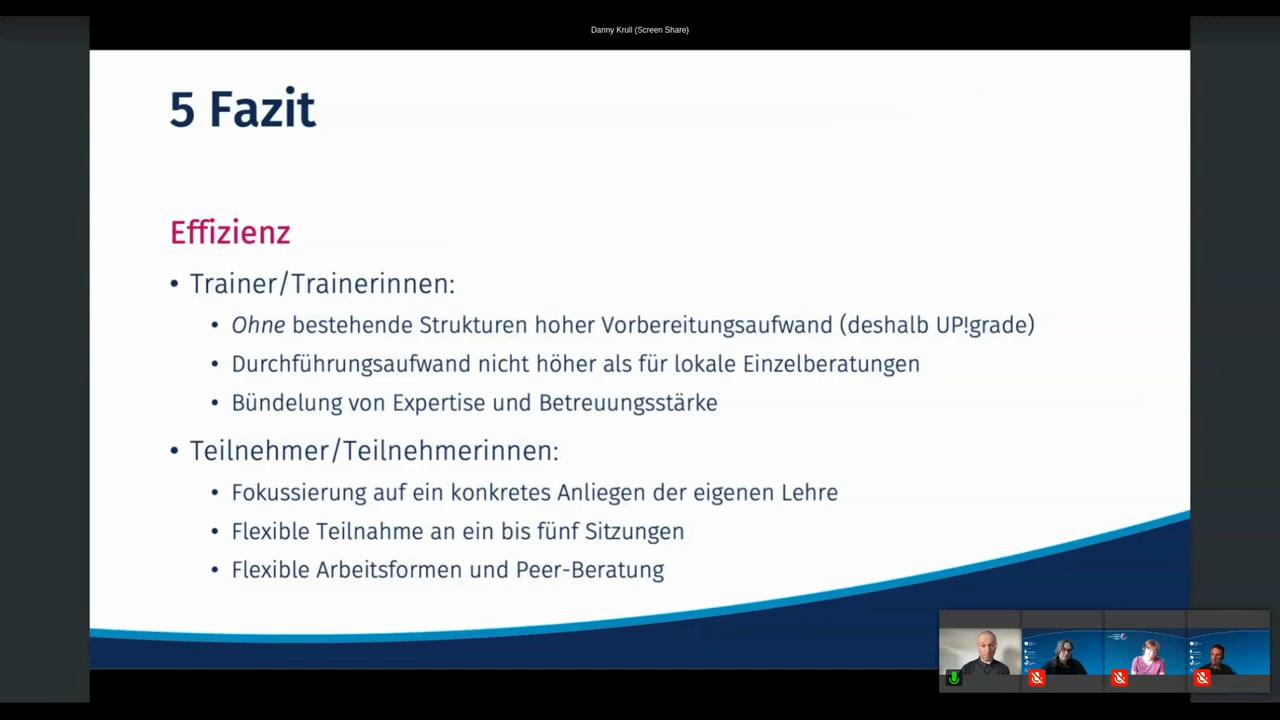 Danny Krull (Screen Share)
5 Fazit
Effizienz
• Trainer/Trainerinnen:
• Ohne bestehende Strukturen hoher Vorbereitungsaufwand (deshalb UP!grade)
• Durchführungsaufwand nicht höher als für lokale Einzelberatungen
• Bündelung von Expertise und Betreuungsstärke
• Teilnehmer/Teilnehmerinnen:
• Fokussierung auf ein konkretes Anliegen der eigenen Lehre
• Flexible Teilnahme an ein bis fünf Sitzungen
• Flexible Arbeitsformen und Peer-Beratung